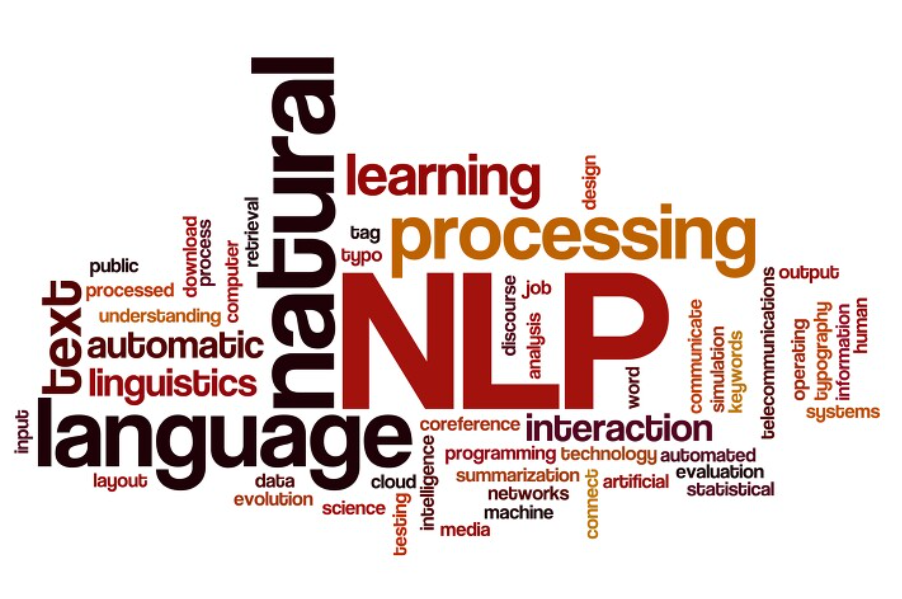 natural
learning
design
processing
tag
typo
retrieval
download
process
computer
public
processed
understanding
text
automatic
linguistics
NLP
discourse
job
analysis
word
communicate
simulation
keywords
telecommunications
output
operating
typography
information
human
systems
input
language
coreference
interaction
programming
technology
automated
layout
data
cloud
intelligence
summarization
artificial
evaluation
statistical
evolution
networks
science
testing
machine
connect
media